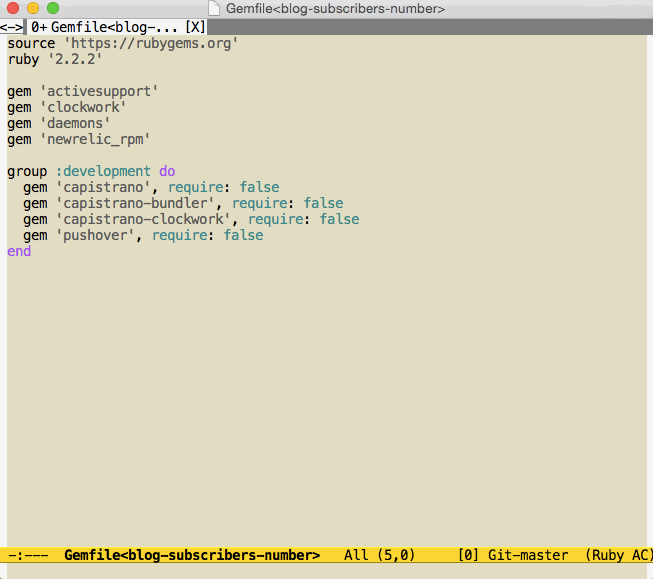 Gemfile<blog-subscribers-number>
<-> 0+ Gemfile<blog-... [X]
source 'https://rubygems.org'
ruby '2.2.2'
gem 'activesupport'
gem 'clockwork'
gem 'daemons'
gem 'newrelic_rpm'
group :development do
  gem 'capistrano', require: false
  gem 'capistrano-bundler', require: false
  gem 'capistrano-clockwork', require: false
  gem 'pushover', require: false
end
-:---  Gemfile<blog-subscribers-number>   All (5,0)     [0] Git-master  (Ruby AC)